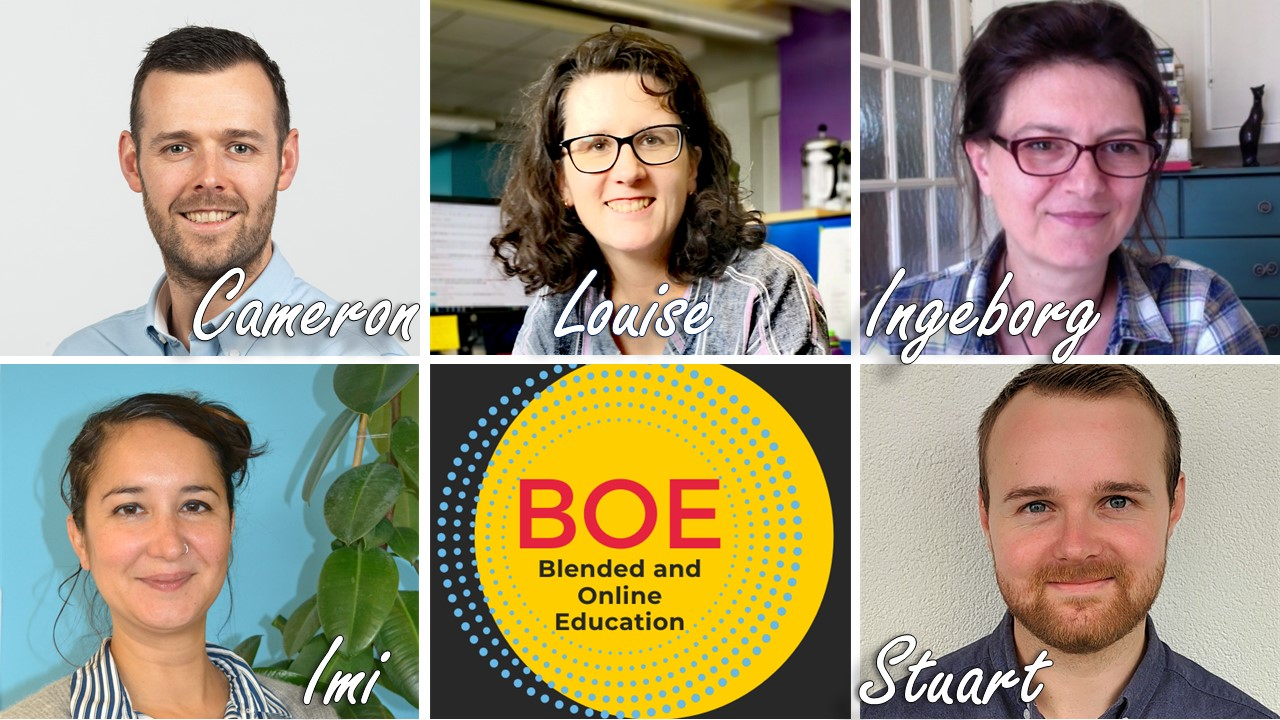 Cameron
Louise
Ingeborg
Imi
BOE
Blended and
Online
Education
Stuart